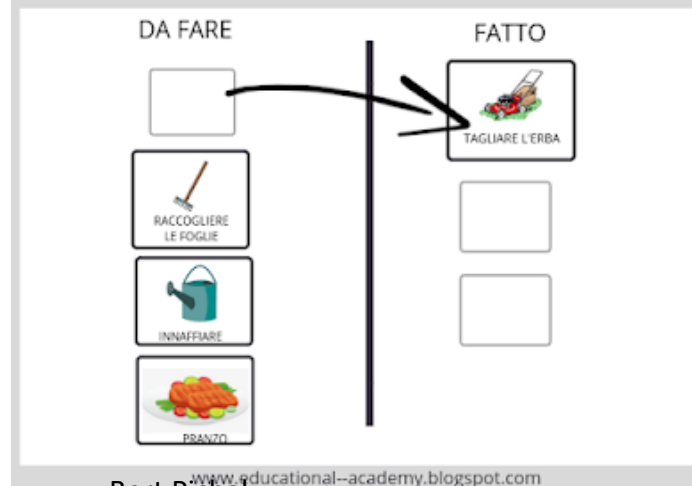 DA FARE
FATTO
TAGLIARE L'ERBA
RACCOGLIERE
LE FOGLIE
INNAFFIARE
PRANZO
www.educational--academy.blogspot.com